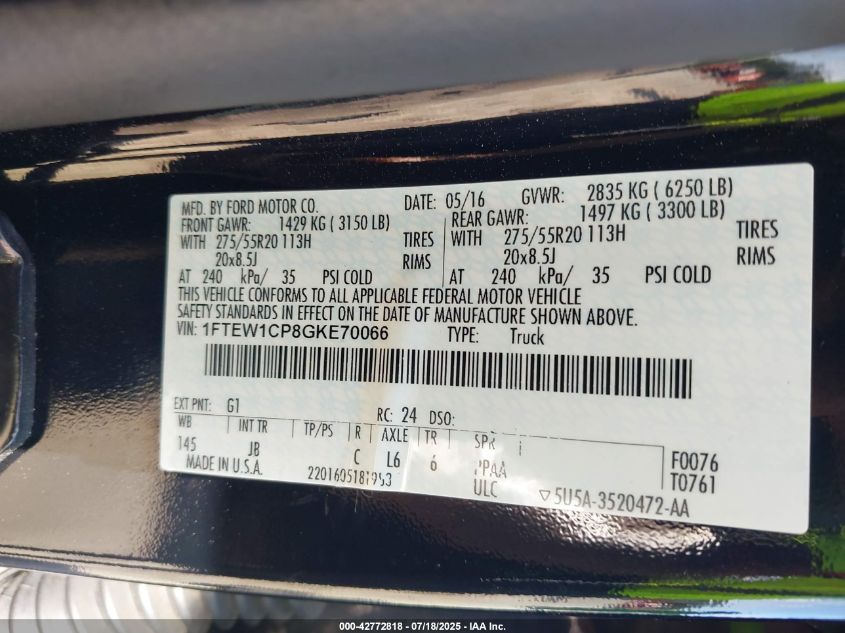 MFD. BY FORD MOTOR CO. DATE: 05/16 GVWR: 2835 KG ( 6250 LB)
FRONT GAWR: 1429 KG ( 3150 LB) REAR GAWR: 1497 KG ( 3300 LB)
WITH 275/55R20 113H TIRES WITH 275/55R20 113H TIRES
20x8.5J RIMS 20x8.5J RIMS
AT 240 kPa/ 35 PSI COLD AT 240 kPa/ 35 PSI COLD
THIS VEHICLE CONFORMS TO ALL APPLICABLE FEDERAL MOTOR VEHICLE
SAFETY STANDARDS IN EFFECT ON THE DATE OF MANUFACTURE SHOWN ABOVE.
VIN: 1FTEW1CP8GKE70066 TYPE: Truck
EXT PNT: G1 RC: 24 DSO:
WB INT TR TP/PS R AXLE TR SPR
145 JB C L6 6 PPAA F0076
MADE IN U.S.A. ULC T0761
5U5A-3520472-AA
000-42772818 - 07/18/2025 - IAA Inc.